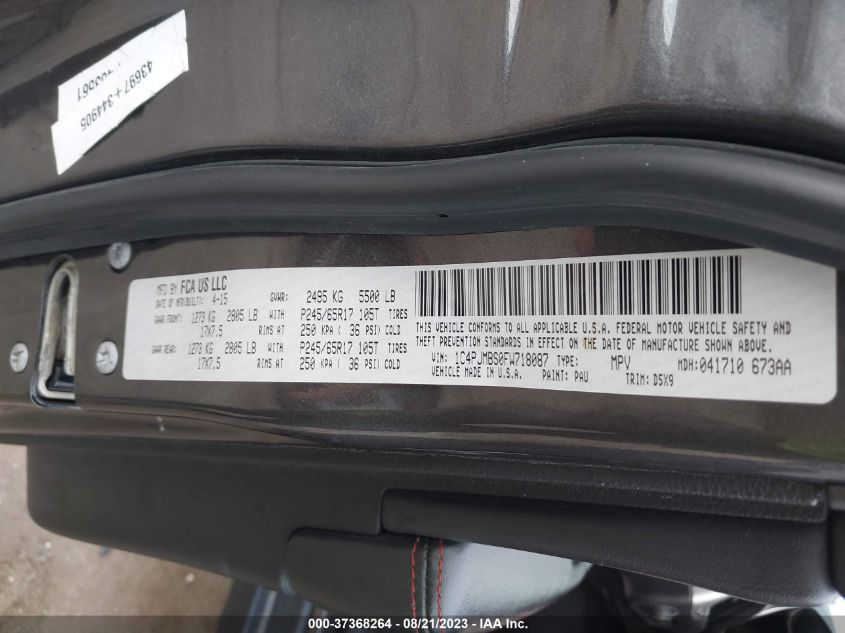 43697+344905
MFD BY FCA US LLC
DATE OF MFR(BUILT): 4-15 GVWR: 2495 KG 5500 LB
GAWR FRONT: 1273 KG 2805 LB WITH P245/65R17 105T TIRES
17X7.5 RIMS AT 250 KPA ( 36 PSI) COLD
GAWR REAR: 1273 KG 2805 LB WITH P245/65R17 105T TIRES
17X7.5 RIMS AT 250 KPA ( 36 PSI) COLD
THIS VEHICLE CONFORMS TO ALL APPLICABLE U.S.A. FEDERAL MOTOR VEHICLE SAFETY AND
THEFT PREVENTION STANDARDS IN EFFECT ON THE DATE OF MANUFACTURE SHOWN ABOVE.
VIN: 1C4PJMBS0FW718087 TYPE: MPV MDH: 041710 673AA
VEHICLE MADE IN U.S.A. PAINT: PAU TRIM: D5X9
000-37368264 - 08/21/2023 - IAA Inc.